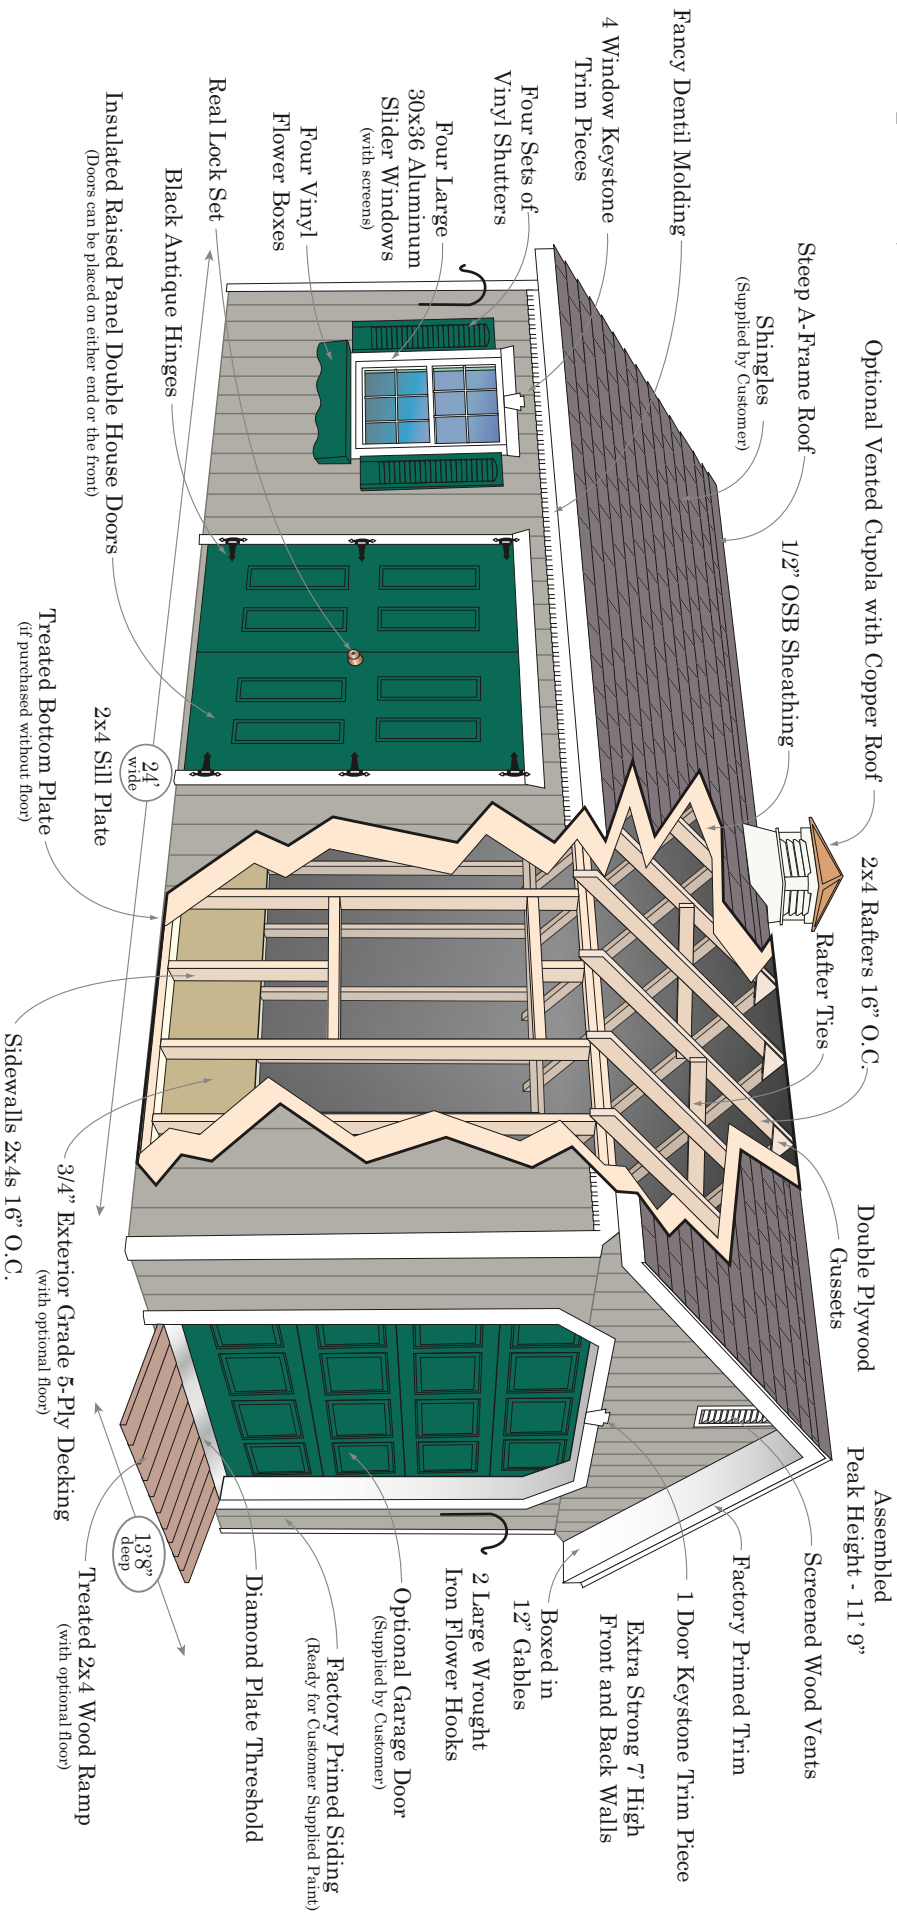 Optional Vented Cupola with Copper Roof
Steep A-Frame Roof
Shingles
(Supplied by Customer)
1/2” OSB Sheathing
2x4 Rafters 16” O.C.
Rafter Ties
Double Plywood
Gussets
Assembled
Peak Height - 11’ 9”
Fancy Dentil Molding
4 Window Keystone
Trim Pieces
Four Sets of
Vinyl Shutters
Four Large
30x36 Aluminum
Slider Windows
(with screens)
Four Vinyl
Flower Boxes
Real Lock Set
Black Antique Hinges
Insulated Raised Panel Double House Doors
(Doors can be placed on either end or the front)
Screened Wood Vents
Factory Primed Trim
1 Door Keystone Trim Piece
Extra Strong 7’ High
Front and Back Walls
Boxed in
12” Gables
2 Large Wrought
Iron Flower Hooks
Optional Garage Door
(Supplied by Customer)
Factory Primed Siding
(Ready for Customer Supplied Paint)
Diamond Plate Threshold
24’
wide
13’8”
deep
2x4 Sill Plate
Treated Bottom Plate
(if purchased without floor)
Sidewalls 2x4s 16” O.C.
3/4” Exterior Grade 5-Ply Decking
(with optional floor)
Treated 2x4 Wood Ramp
(with optional floor)